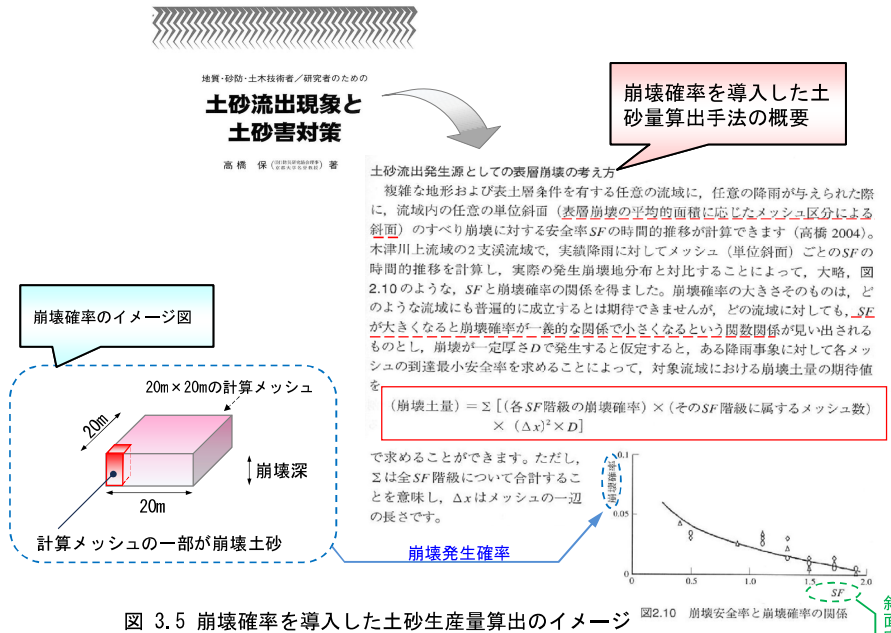 地質・砂防・土木技術者/研究者のための
土砂流出現象と
土砂害対策
高橋 保
著
崩壊確率を導入した土
砂量算出手法の概要
土砂流出発生源としての表層崩壊の考え方
複雑な地形および表土層条件を有する任意の流域に，任意の降雨が与えられた際
に，流域内の任意の単位斜面（表層崩壊の平均的面積に応じたメッシュ区分による
斜面）のすべり崩壊に対する安全率SFの時間的推移が計算できます（高橋 2004）。
木津川上流域の2支渓流域で，実績降雨に対してメッシュ（単位斜面）ごとのSFの
時間的推移を計算し，実際の発生崩壊地分布と対比することによって，大略，図
2.10のような，SFと崩壊確率の関係を得ました。崩壊確率の大きさそのものは，ど
のような流域にも普遍的に成立するとは期待できませんが，どの流域に対しても，SF
が大きくなると崩壊確率が一義的な関係で小さくなるという関数関係が見い出される
ものとし，崩壊が一定厚さDで発生すると仮定すると，ある降雨事象に対して各メッ
シュの到達最小安全率を求めることによって，対象流域における崩壊土量の期待値
を
（崩壊土量）＝Σ［（各SF階級の崩壊確率）×（そのSF階級に属するメッシュ数）
×（Δx）²×D］
で求めることができます。ただし，
Σは全SF階級について合計するこ
とを意味し，Δxはメッシュの一辺
の長さです。
崩壊確率のイメージ図
20m×20mの計算メッシュ
20m
崩壊深
20m
計算メッシュの一部が崩壊土砂
崩壊発生確率
0.1
崩壊確率
0.05
0
0.5
1.0
1.5
2.0
SF
図2.10 崩壊安全率と崩壊確率の関係
図 3.5 崩壊確率を導入した土砂生産量算出のイメージ